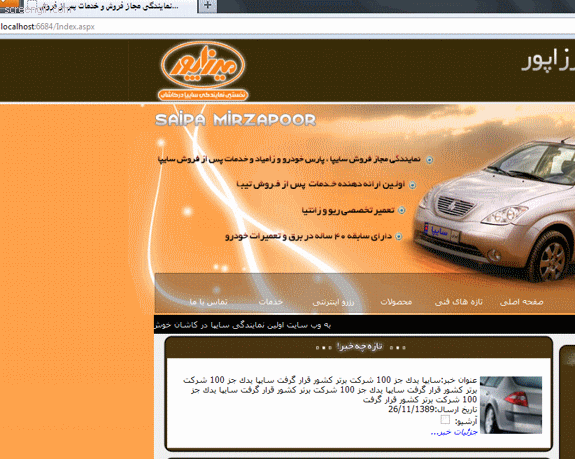 نمایندگی مجاز فروش و خدمات پس از فروش...
localhost:6684/Index.aspx
میرزاپور
نخستین نمایندگی سایپا در کاشان
SAIPA MIRZAPOOR
نمایندگی مجاز فروش سایپا ، پارس خودرو و زامیاد و خدمات پس از فروش سایپا
اولین ارائه دهنده خدمات پس از فروش تیبا
تعمیر تخصصی ریو و زانتیا
دارای سابقه ۴۰ ساله در برق و تعمیرات خودرو
سایپا
صفحه اصلی تازه های فنی محصولات رزرو اینترنتی خدمات تماس با ما
به وب سایت اولین نمایندگی سایپا در کاشان خوش
تازه چه خبر!
عنوان خبر:سایپا یدك جز 100 شرکت برتر کشور قرار گرفت سایپا یدك جز 100 شرکت
برتر کشور قرار گرفت سایپا یدك جز 100 شرکت برتر کشور قرار گرفت سایپا یدك جز
100 شرکت برتر کشور قرار گرفت
تاریخ ارسال:26/11/1389
آرشیو:
جزئیات خبر...